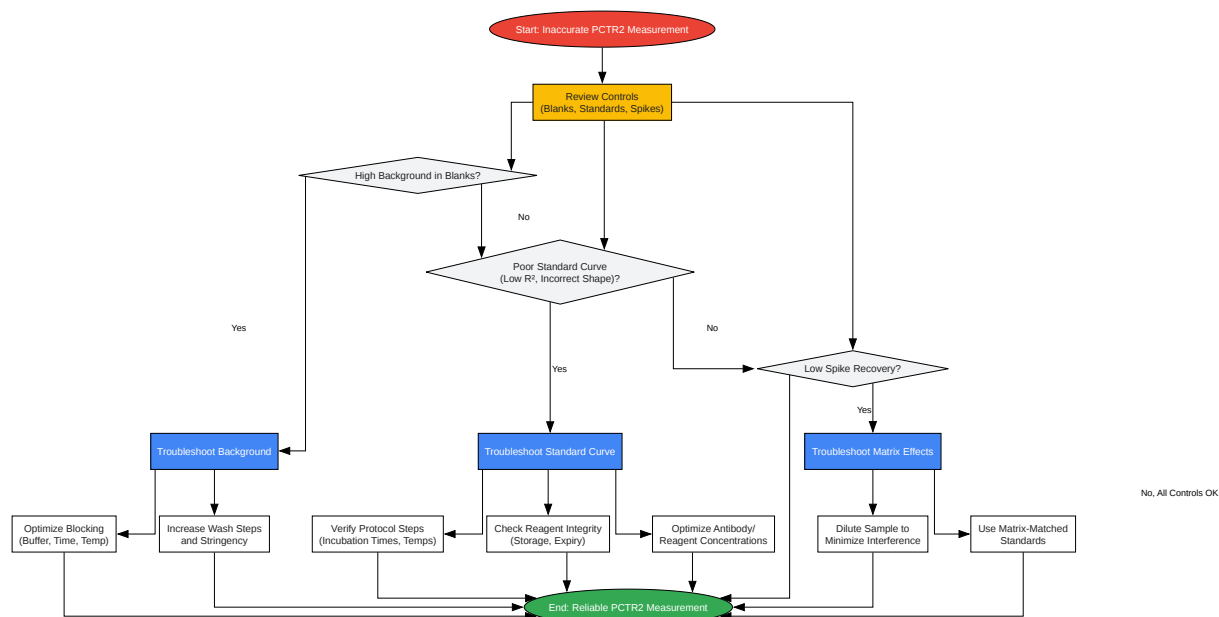 Start: Inaccurate PCTR2 Measurement
Review Controls
(Blanks, Standards, Spikes)
High Background in Blanks?
No
Poor Standard Curve
(Low R², Incorrect Shape)?
Yes
No
Yes
Low Spike Recovery?
Yes
Troubleshoot Background
Troubleshoot Standard Curve
Troubleshoot Matrix Effects
No, All Controls OK
Optimize Blocking
(Buffer, Time, Temp)
Increase Wash Steps
and Stringency
Verify Protocol Steps
(Incubation Times, Temps)
Check Reagent Integrity
(Storage, Expiry)
Optimize Antibody/
Reagent Concentrations
Dilute Sample to
Minimize Interference
Use Matrix-Matched
Standards
End: Reliable PCTR2 Measurement